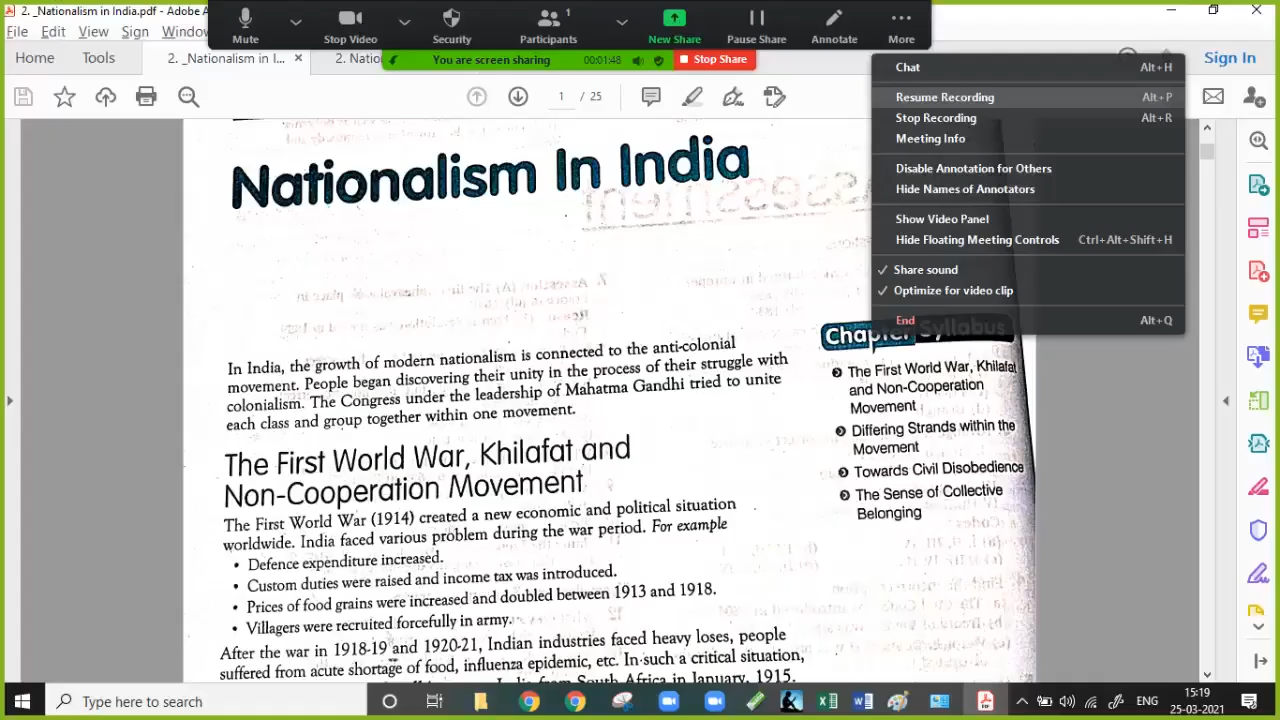 2. _Nationalism in India.pdf - Adobe A
File Edit View Sign Window
Mute
Stop Video
Security
Participants
1
New Share
Pause Share
Annotate
More
You are screen sharing
00:01:48
Stop Share
Home
Tools
2. _Nationalism in I...
2. Natio
Sign In
1 / 25
Chat Alt+H
Resume Recording Alt+P
Stop Recording Alt+R
Meeting Info
Disable Annotation for Others
Hide Names of Annotators
Show Video Panel
Hide Floating Meeting Controls Ctrl+Alt+Shift+H
Share sound
Optimize for video clip
End Alt+Q
Nationalism In India
In India, the growth of modern nationalism is connected to the anti-colonial
movement. People began discovering their unity in the process of their struggle with
colonialism. The Congress under the leadership of Mahatma Gandhi tried to unite
each class and group together within one movement.
The First World War, Khilafat and
Non-Cooperation Movement
The First World War (1914) created a new economic and political situation
worldwide. India faced various problem during the war period. For example
• Defence expenditure increased.
• Custom duties were raised and income tax was introduced.
• Prices of food grains were increased and doubled between 1913 and 1918.
• Villagers were recruited forcefully in army.
After the war in 1918-19 and 1920-21, Indian industries faced heavy loses, people
suffered from acute shortage of food, influenza epidemic, etc. In such a critical situation,
India from South Africa in January, 1915.
Chapter Syllabus
The First World War, Khilafat
and Non-Cooperation
Movement
Differing Strands within the
Movement
Towards Civil Disobedience
The Sense of Collective
Belonging
Type here to search
ENG
15:19
25-03-2021